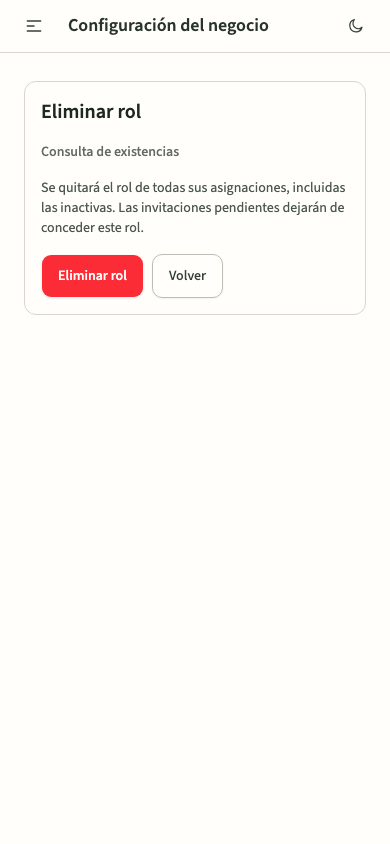 Configuración del negocio
Eliminar rol
Consulta de existencias
Se quitará el rol de todas sus asignaciones, incluidas
las inactivas. Las invitaciones pendientes dejarán de
conceder este rol.
Eliminar rol
Volver